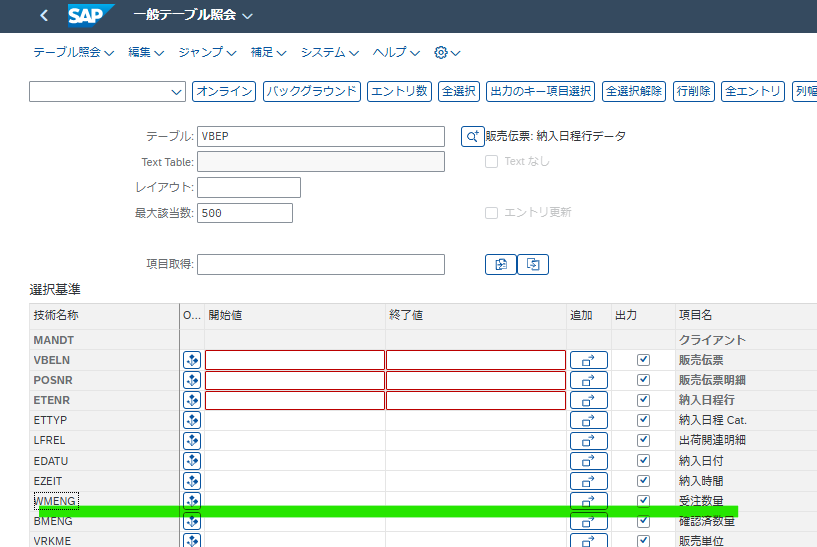 SAP 一般テーブル照会
テーブル照会 編集 ジャンプ 補足 システム ヘルプ
オンライン バックグラウンド エントリ数 全選択 出力のキー項目選択 全選択解除 行削除 全エントリ 列幅
テーブル: VBEP 販売伝票: 納入日程行データ
Text Table: Text なし
レイアウト:
最大該当数: 500 エントリ更新
項目取得:
選択基準
技術名称 O... 開始値 終了値 追加 出力 項目名
MANDT クライアント
VBELN 販売伝票
POSNR 販売伝票明細
ETENR 納入日程行
ETTYP 納入日程 Cat.
LFREL 出荷関連明細
EDATU 納入日付
EZEIT 納入時間
WMENG 受注数量
BMENG 確認済数量
VRKME 販売単位